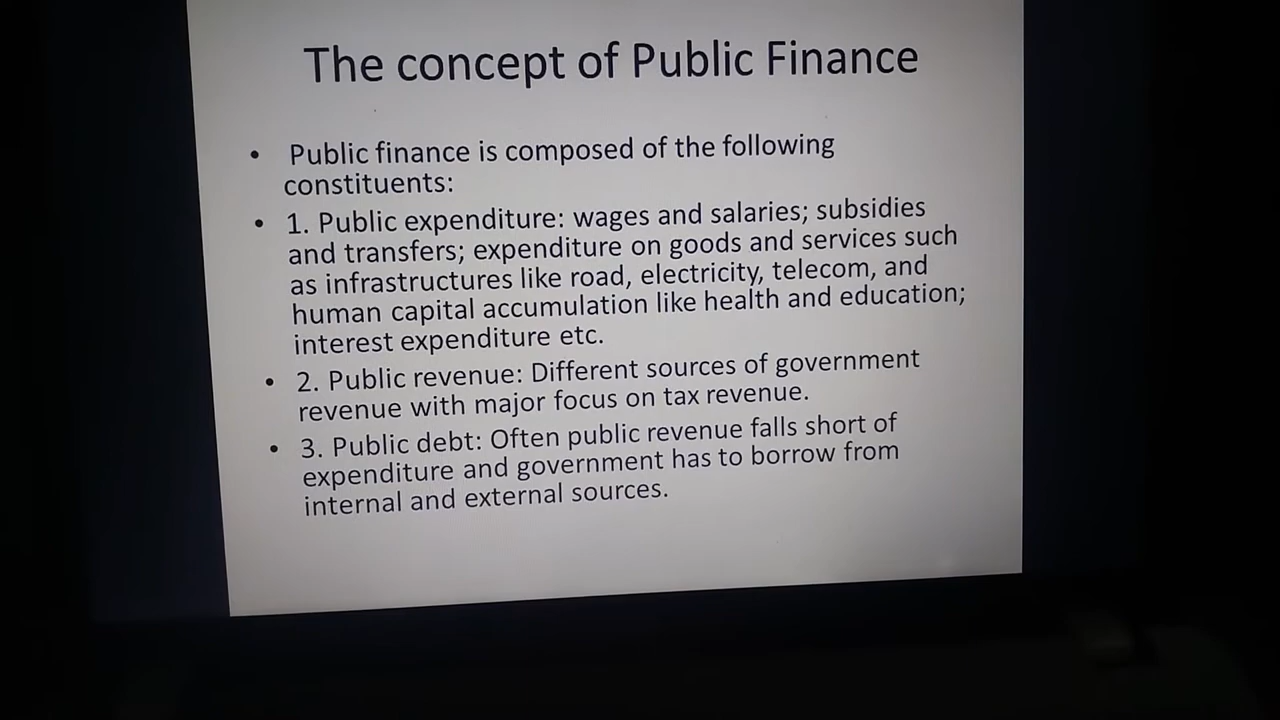 The concept of Public Finance
• Public finance is composed of the following
constituents:
• 1. Public expenditure: wages and salaries; subsidies
and transfers; expenditure on goods and services such
as infrastructures like road, electricity, telecom, and
human capital accumulation like health and education;
interest expenditure etc.
• 2. Public revenue: Different sources of government
revenue with major focus on tax revenue.
• 3. Public debt: Often public revenue falls short of
expenditure and government has to borrow from
internal and external sources.